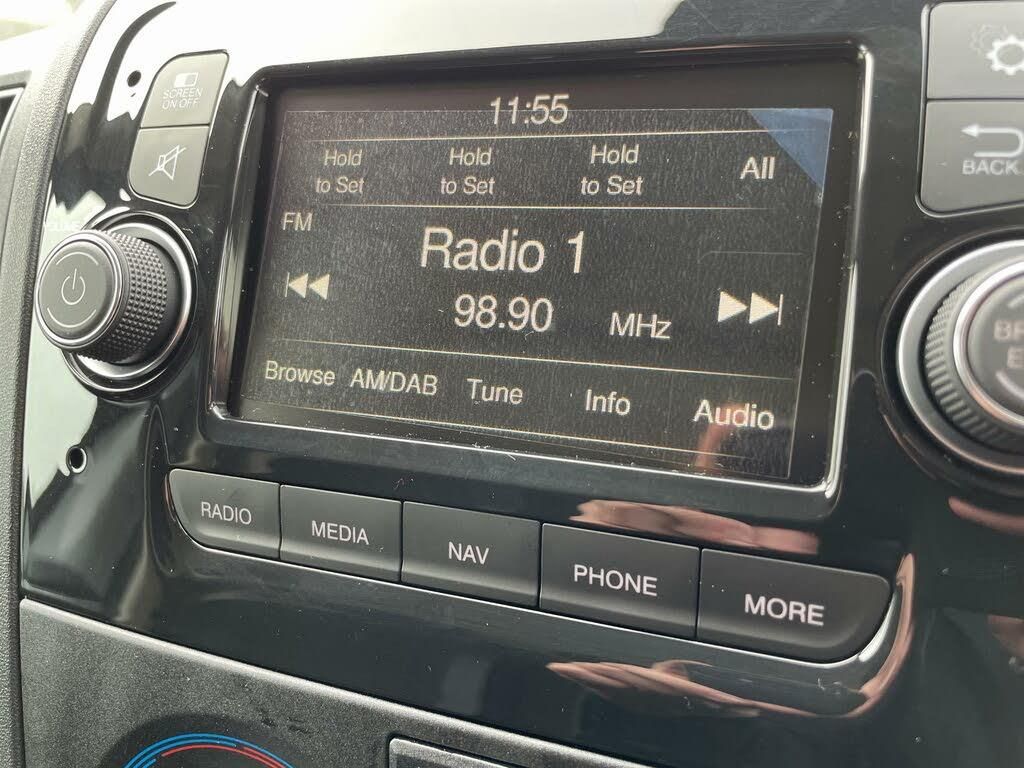 SCREEN
ON/OFF
11:55
Hold
to Set
Hold
to Set
Hold
to Set
All
FM
Radio 1
98.90 MHz
Browse AM/DAB Tune Info Audio
BACK
RADIO MEDIA NAV PHONE MORE